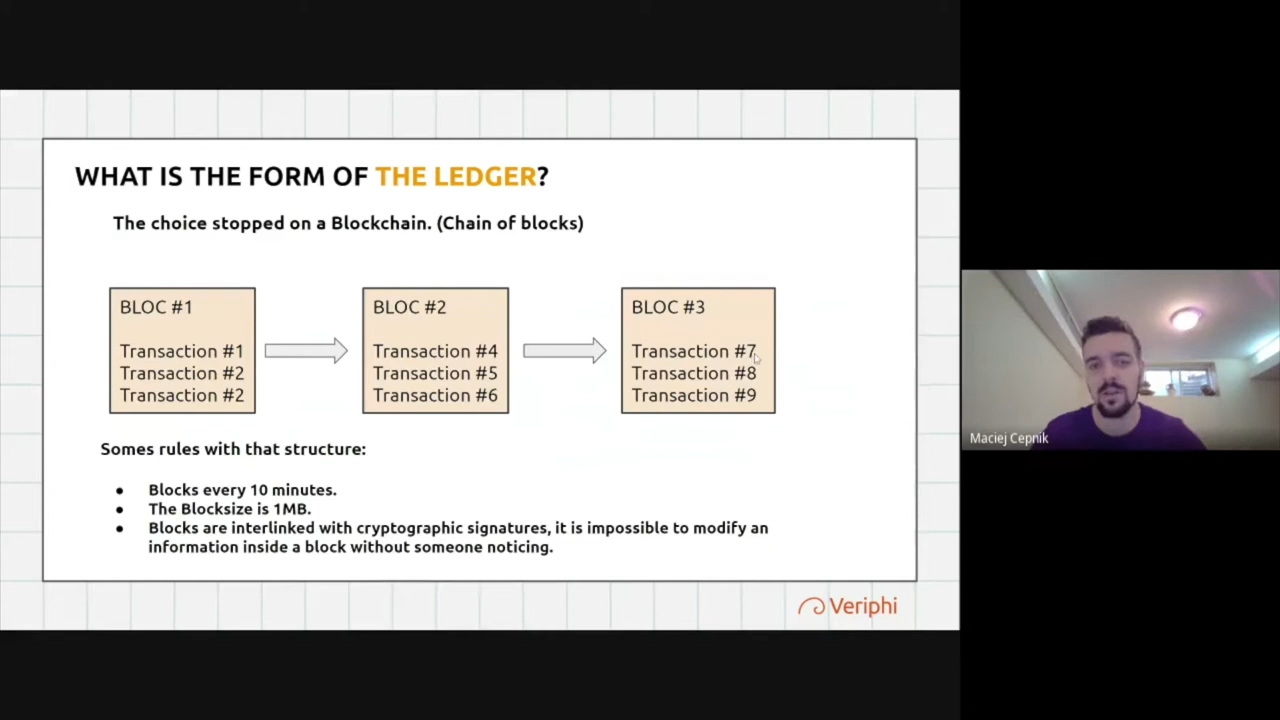 WHAT IS THE FORM OF THE LEDGER?
The choice stopped on a Blockchain. (Chain of blocks)
BLOC #1
Transaction #1
Transaction #2
Transaction #2
BLOC #2
Transaction #4
Transaction #5
Transaction #6
BLOC #3
Transaction #7
Transaction #8
Transaction #9
Somes rules with that structure:
● Blocks every 10 minutes.
● The Blocksize is 1MB.
● Blocks are interlinked with cryptographic signatures, it is impossible to modify an
information inside a block without someone noticing.
Veriphi
Maciej Cepnik